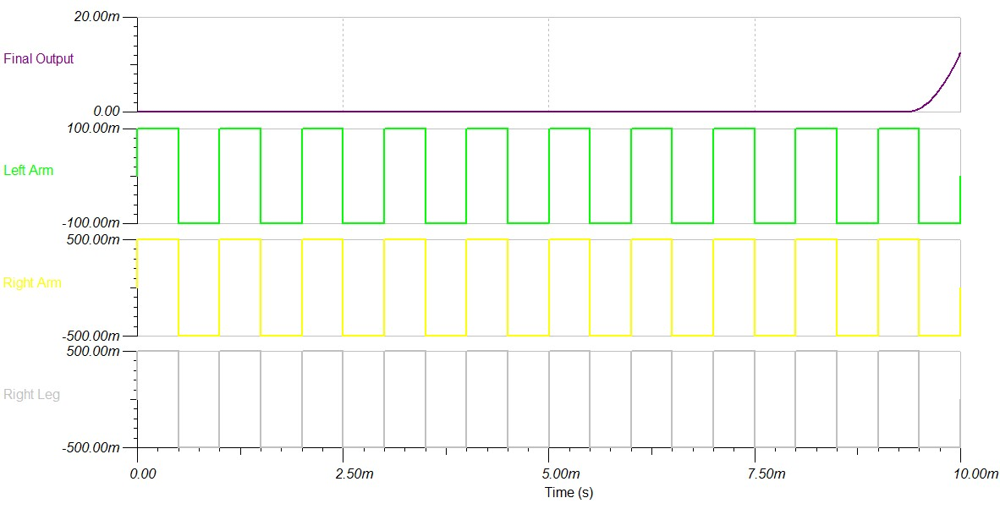 20.00m
Final Output
0.00
100.00m
Left Arm
-100.00m
500.00m
Right Arm
-500.00m
500.00m
Right Leg
-500.00m
0.00 2.50m 5.00m 7.50m 10.00m
Time (s)